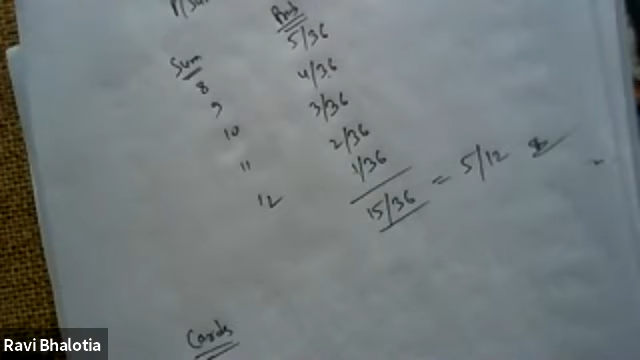 Sum Prob
8 5/36
9 4/36
10 3/36
11 2/36
12 1/36
15/36 = 5/12
Cards
Ravi Bhalotia